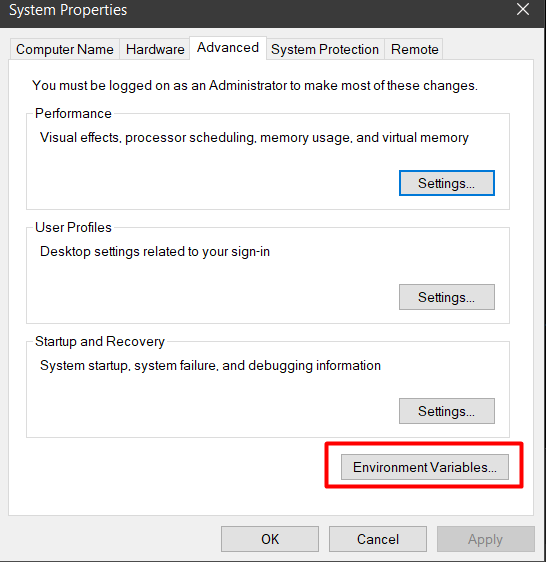 System Properties
Computer Name Hardware Advanced System Protection Remote
You must be logged on as an Administrator to make most of these changes.
Performance
Visual effects, processor scheduling, memory usage, and virtual memory
Settings...
User Profiles
Desktop settings related to your sign-in
Settings...
Startup and Recovery
System startup, system failure, and debugging information
Settings...
Environment Variables...
OK Cancel Apply